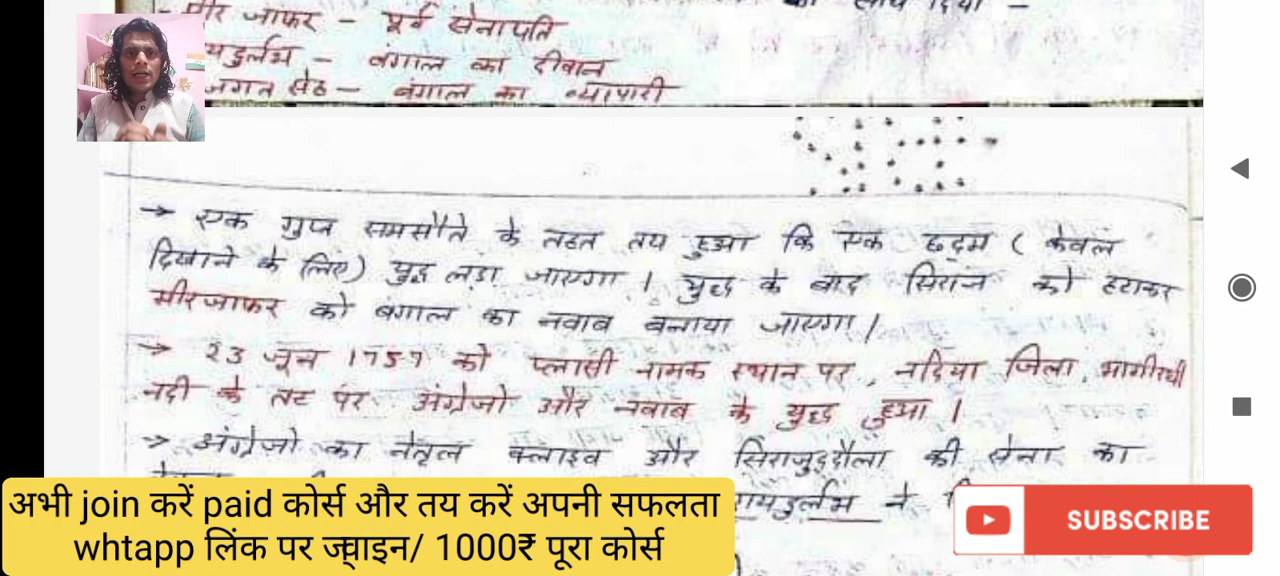 का साथ दिया -
मीर जाफर - पूर्व सेनापति
यदुर्लभ - बंगाल का दीवान
जगत सेठ - बंगाल का व्यापारी
→ एक गुप्त समसौते के तहत तय हुआ कि एक छद्म ( केवल
दिखाने के लिए) युद्ध लड़ा जाएगा । युद्ध के बाद सिराज को हटाकर
मीरजाफर को बंगाल का नवाब बनाया जाएगा।
→ 23 जून 1757 को प्लासी नामक स्थान पर, नदिया जिला, भागीरथी
नदी के तट पर अंग्रेजो और नवाब के युद्ध हुआ ।
→ अंग्रेजो का नेतृत्व क्लाइव और सिराजुद्दौला की सेना का
रायदुर्लभ ने
अभी join करें paid कोर्स और तय करें अपनी सफलता
whtapp लिंक पर ज्वाइन/ 1000₹ पूरा कोर्स
SUBSCRIBE